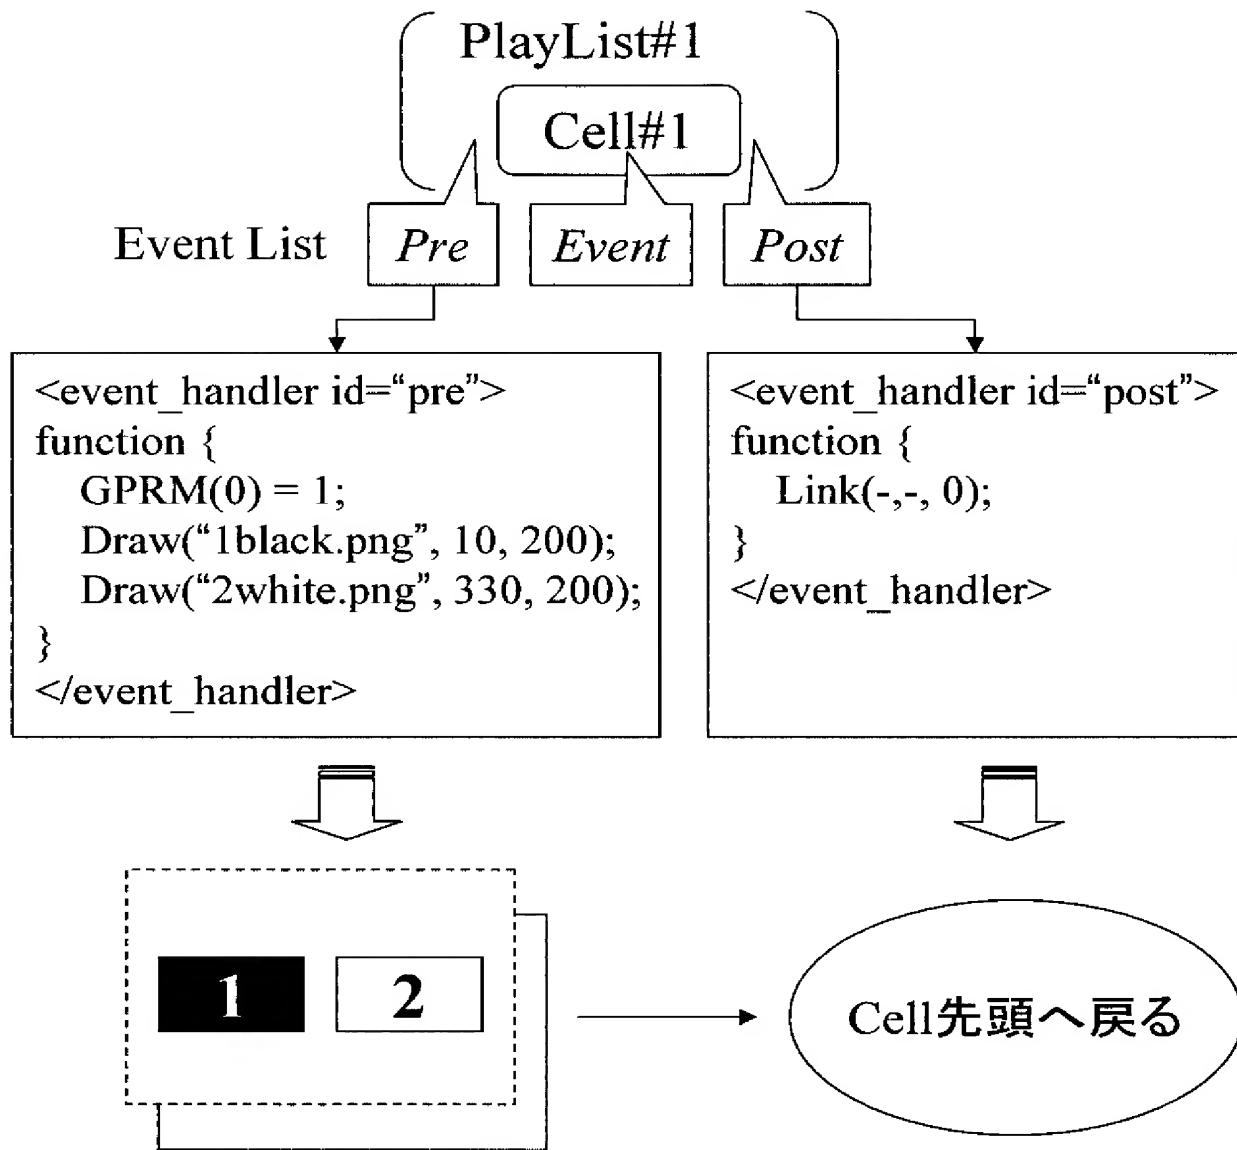 PlayList#1
Cell#1
Event List
Pre
Event
Post
<event_handler id=“pre”>
function {
GPRM(0) = 1;
Draw(“1black.png”, 10, 200);
Draw(“2white.png”, 330, 200);
}
</event_handler>
<event_handler id=“post”>
function {
Link(-,-, 0);
}
</event_handler>
1
2
Cell先頭へ戻る